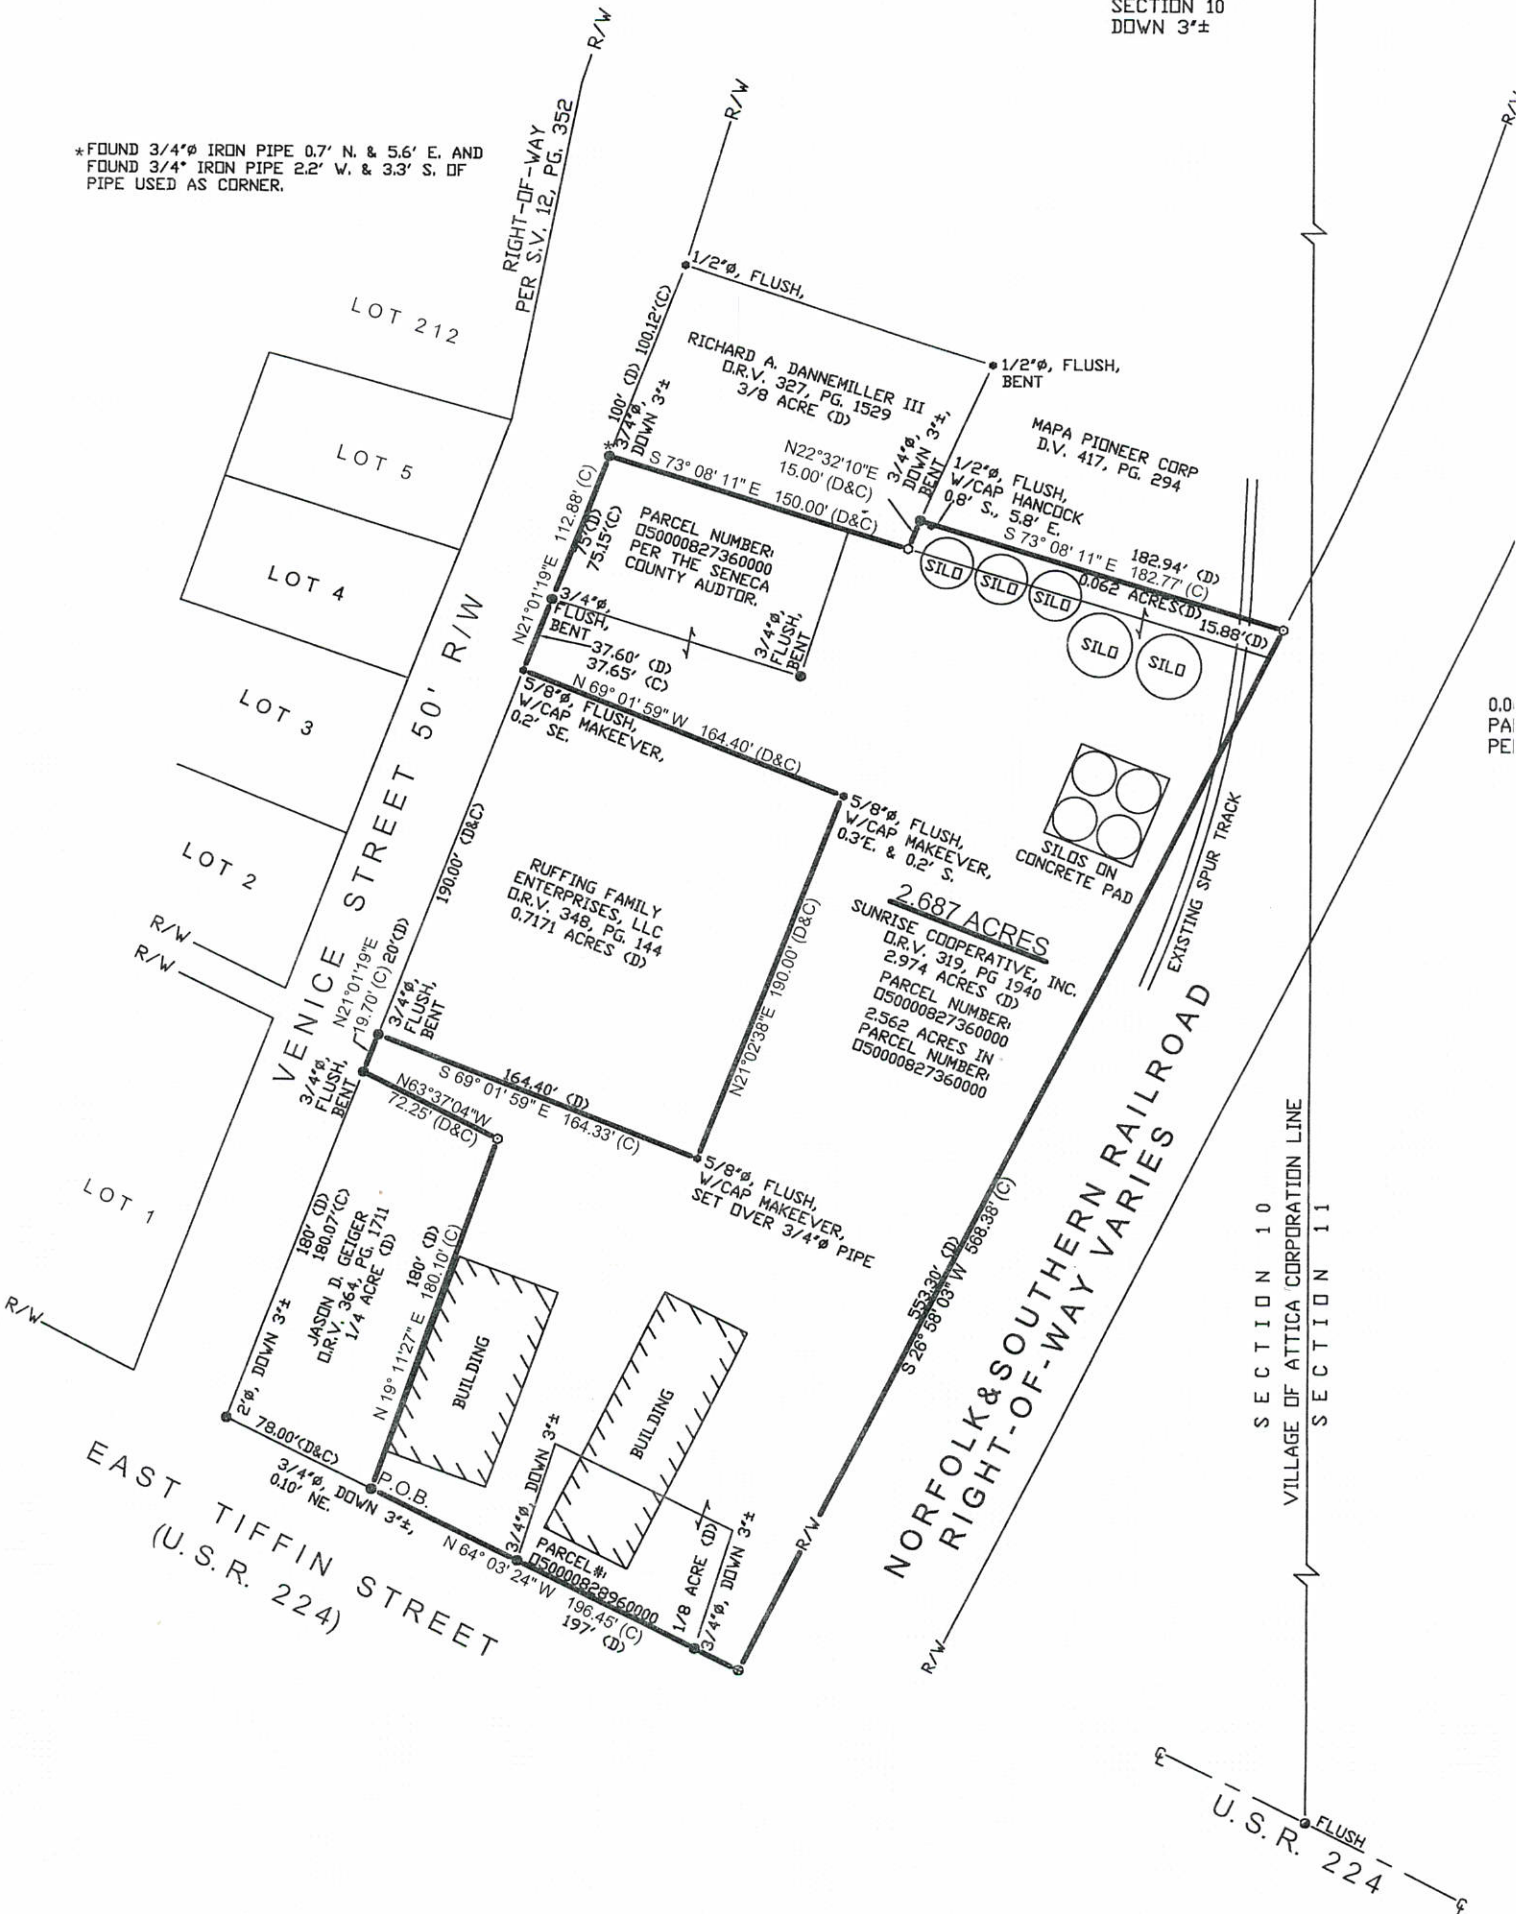 SECTION 10
DOWN 3"±
R/W
R/W
R/W
*FOUND 3/4"Ø IRON PIPE 0.7' N. & 5.6' E. AND
FOUND 3/4" IRON PIPE 2.2' W. & 3.3' S. OF
PIPE USED AS CORNER.
RIGHT-OF-WAY
PER S.V. 12, PG. 352
LOT 212
LOT 5
LOT 4
LOT 3
LOT 2
LOT 1
R/W
R/W
R/W
VENICE STREET 50' R/W
1/2"Ø, FLUSH,
100' (D) 100.12'(C)
3/4"Ø,
DOWN 3"±
*
RICHARD A. DANNEMILLER III
O.R.V. 327, PG. 1529
3/8 ACRE (D)
1/2"Ø, FLUSH,
BENT
MAPA PIONEER CORP
D.V. 417, PG. 294
S 73° 08' 11" E 150.00' (D&C)
N22°32'10"E
15.00' (D&C)
3/4"Ø,
DOWN 3"±,
BENT
1/2"Ø, FLUSH,
W/CAP HANCOCK
0.8' S., 5.8' E.
S 73° 08' 11" E 182.94' (D)
182.77' (C)
0.062 ACRES(D)
15.88'(D)
SILO
SILO
SILO
SILO
SILO
N21°01'19"E 112.88' (C)
75'(D)
75.15'(C)
PARCEL NUMBER:
O50000827360000
PER THE SENECA
COUNTY AUDTOR.
3/4"Ø,
FLUSH,
BENT
3/4"Ø,
FLUSH,
BENT
37.60' (D)
37.65' (C)
N 69° 01' 59" W 164.40' (D&C)
5/8"Ø, FLUSH,
W/CAP MAKEEVER,
0.2' SE.
5/8"Ø, FLUSH,
W/CAP MAKEEVER,
0.3'E. & 0.2' S.
SILOS ON
CONCRETE PAD
EXISTING SPUR TRACK
0.0
PA
PE
190.00' (D&C)
RUFFING FAMILY
ENTERPRISES, LLC
O.R.V. 348, PG. 144
0.7171 ACRES (D)
N21°02'38"E 190.00' (D&C)
2.687 ACRES
SUNRISE COOPERATIVE, INC.
O.R.V. 319, PG 1940
2.974 ACRES (D)
PARCEL NUMBER:
O50000827360000
2.562 ACRES IN
PARCEL NUMBER:
O50000827360000
N21°01'19"E
19.70' (C) 20'(D)
3/4"Ø,
FLUSH,
BENT
3/4"Ø,
FLUSH,
BENT
164.40' (D)
S 69° 01' 59" E 164.33' (C)
N63°37'04"W
72.25' (D&C)
5/8"Ø, FLUSH,
W/CAP MAKEEVER,
SET OVER 3/4"Ø PIPE
180' (D)
180.07'(C)
JASON D. GEIGER
O.R.V. 364, PG. 1711
1/4 ACRE (D)
180' (D)
N 19° 11'27" E 180.10' (C)
2"Ø, DOWN 3"±
BUILDING
BUILDING
553.30' (D)
S 26° 58' 03" W 568.38' (C)
NORFOLK&SOUTHERN RAILROAD
RIGHT-OF-WAY VARIES
SECTION 10
VILLAGE OF ATTICA CORPORATION LINE
SECTION 11
78.00'(D&C)
3/4"Ø, DOWN 3"±,
0.10' NE.
P.O.B.
3/4"Ø, DOWN 3"±
N 64° 03' 24" W 196.45' (C)
197' (D)
PARCEL#:
O50000828960000
1/8 ACRE (D)
3/4"Ø, DOWN 3"±
R/W
R/W
EAST TIFFIN STREET
(U. S. R. 224)
℄
FLUSH
U. S. R. 224
℄